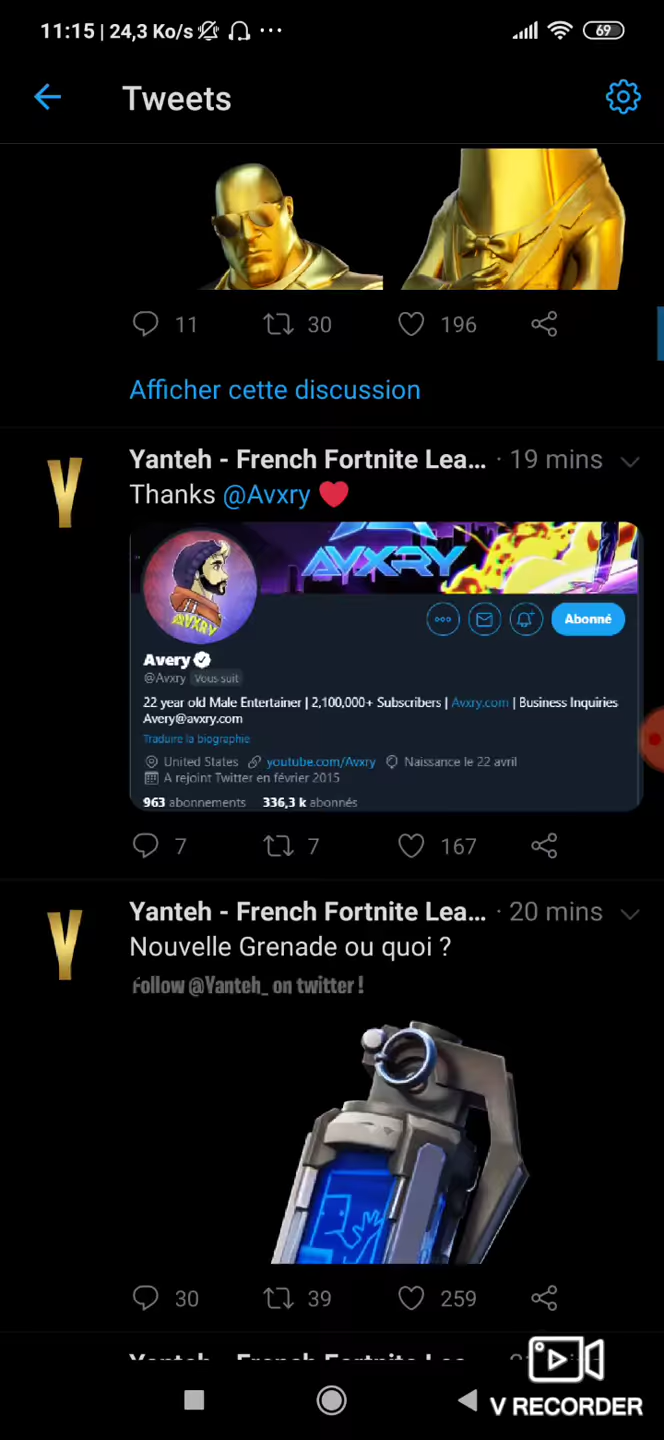 11:15 | 24,3 Ko/s
69
Tweets
11 30 196
Afficher cette discussion
Yanteh - French Fortnite Lea... · 19 mins
Thanks @Avxry
AVXRY
AVXRY
Abonné
Avery
@Avxry Vous suit
22 year old Male Entertainer | 2,100,000+ Subscribers | Avxry.com | Business Inquiries
Avery@avxry.com
Traduire la biographie
United States youtube.com/Avxry Naissance le 22 avril
A rejoint Twitter en février 2015
963 abonnements 336,3 k abonnés
7 7 167
Yanteh - French Fortnite Lea... · 20 mins
Nouvelle Grenade ou quoi ?
Follow @Yanteh_ on twitter !
30 39 259
Yanteh - French Fortnite Lea...
V RECORDER